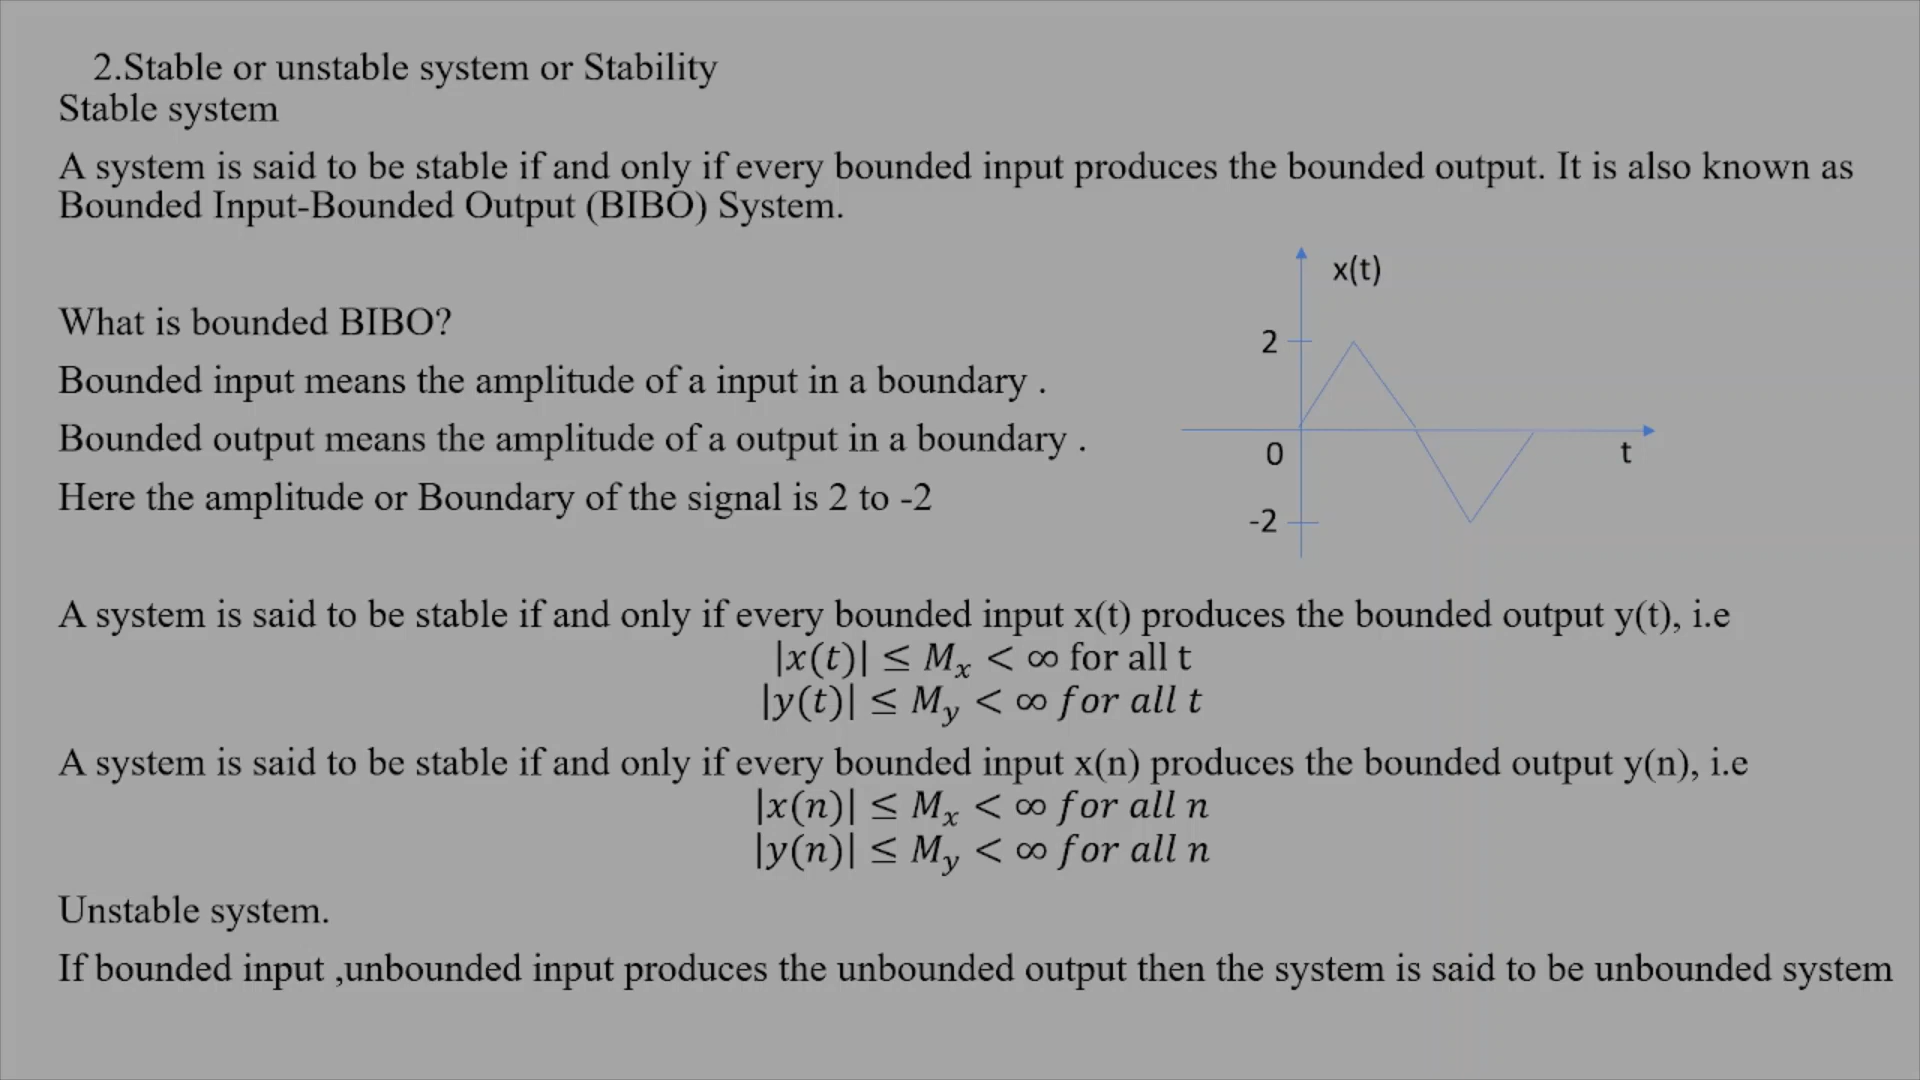 2.Stable or unstable system or Stability
Stable system
A system is said to be stable if and only if every bounded input produces the bounded output. It is also known as
Bounded Input-Bounded Output (BIBO) System.
x(t)
2
0
t
-2
What is bounded BIBO?
Bounded input means the amplitude of a input in a boundary .
Bounded output means the amplitude of a output in a boundary .
Here the amplitude or Boundary of the signal is 2 to -2
A system is said to be stable if and only if every bounded input x(t) produces the bounded output y(t), i.e
|x(t)| ≤ Mₓ < ∞ for all t
|y(t)| ≤ M_y < ∞ for all t
A system is said to be stable if and only if every bounded input x(n) produces the bounded output y(n), i.e
|x(n)| ≤ Mₓ < ∞ for all n
|y(n)| ≤ M_y < ∞ for all n
Unstable system.
If bounded input ,unbounded input produces the unbounded output then the system is said to be unbounded system